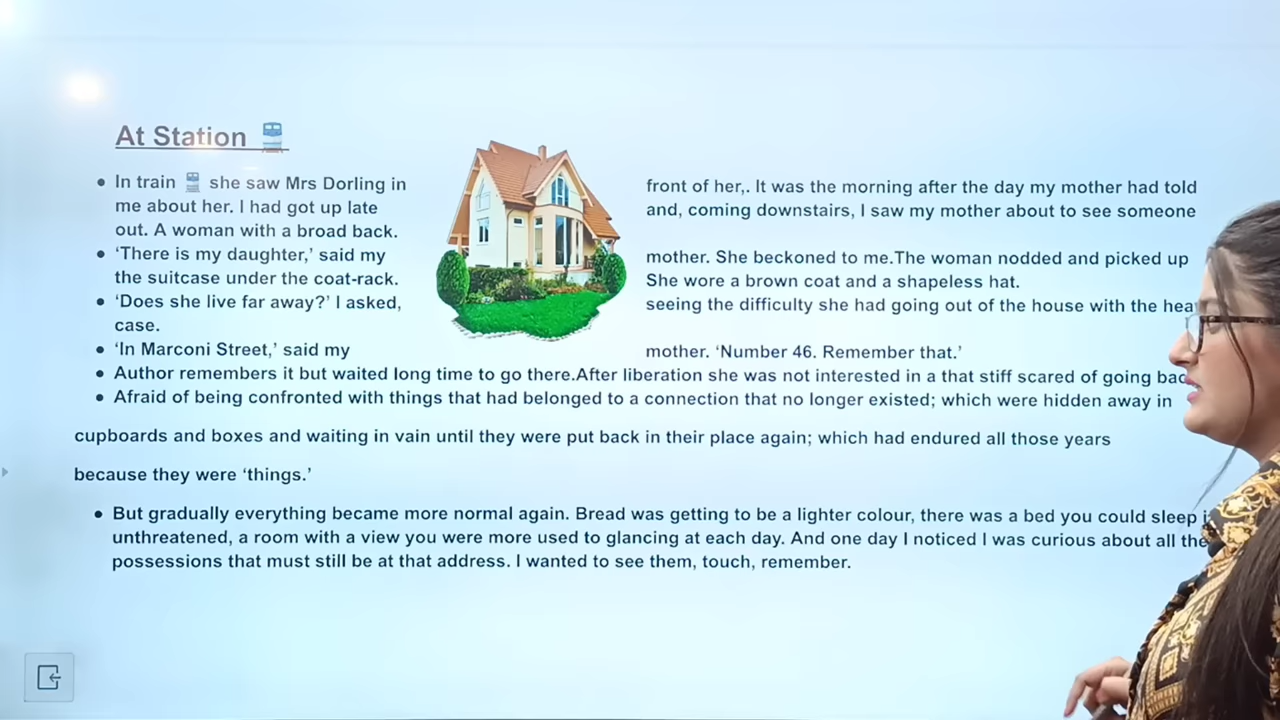 At Station
In train she saw Mrs Dorling in front of her,. It was the morning after the day my mother had told
me about her. I had got up late and, coming downstairs, I saw my mother about to see someone
out. A woman with a broad back.
‘There is my daughter,’ said my mother. She beckoned to me.The woman nodded and picked up
the suitcase under the coat-rack. She wore a brown coat and a shapeless hat.
‘Does she live far away?’ I asked, seeing the difficulty she had going out of the house with the
case.
‘In Marconi Street,’ said my mother. ‘Number 46. Remember that.’
Author remembers it but waited long time to go there.After liberation she was not interested in a that stiff scared of going
Afraid of being confronted with things that had belonged to a connection that no longer existed; which were hidden away in
cupboards and boxes and waiting in vain until they were put back in their place again; which had endured all those years
because they were ‘things.’
But gradually everything became more normal again. Bread was getting to be a lighter colour, there was a bed you could sleep
unthreatened, a room with a view you were more used to glancing at each day. And one day I noticed I was curious about all the
possessions that must still be at that address. I wanted to see them, touch, remember.